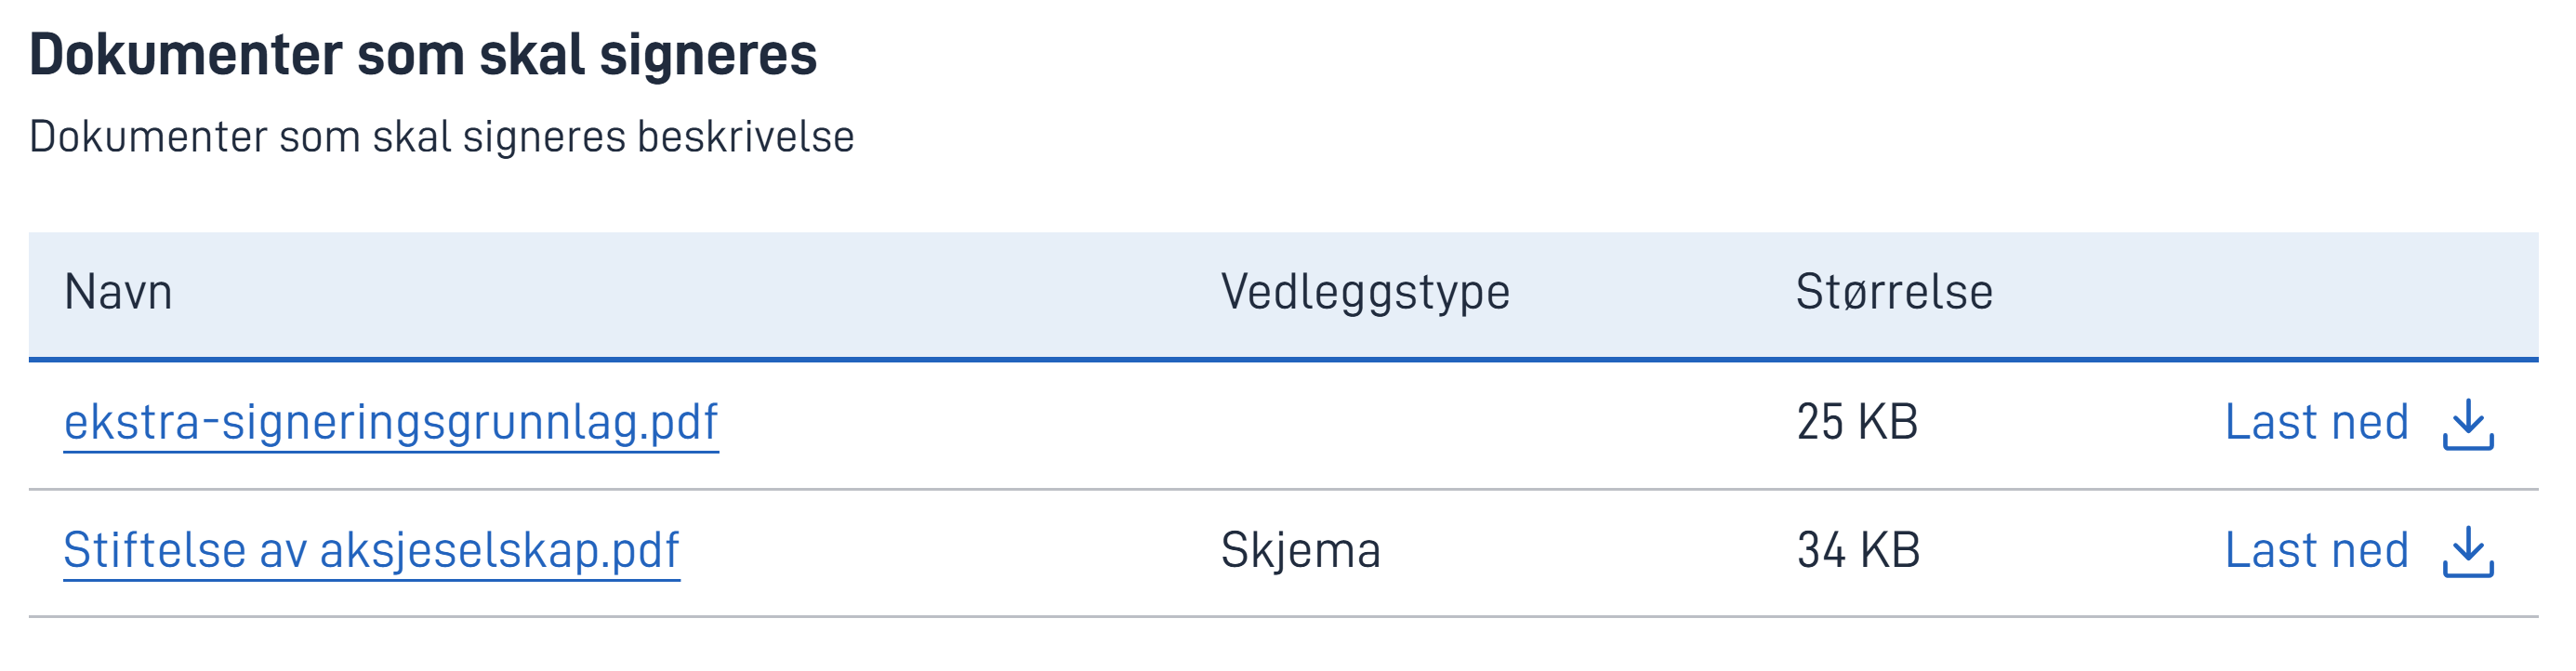 Dokumenter som skal signeres
Dokumenter som skal signeres beskrivelse
Navn Vedleggstype Størrelse
ekstra-signeringsgrunnlag.pdf 25 KB Last ned
Stiftelse av aksjeselskap.pdf Skjema 34 KB Last ned